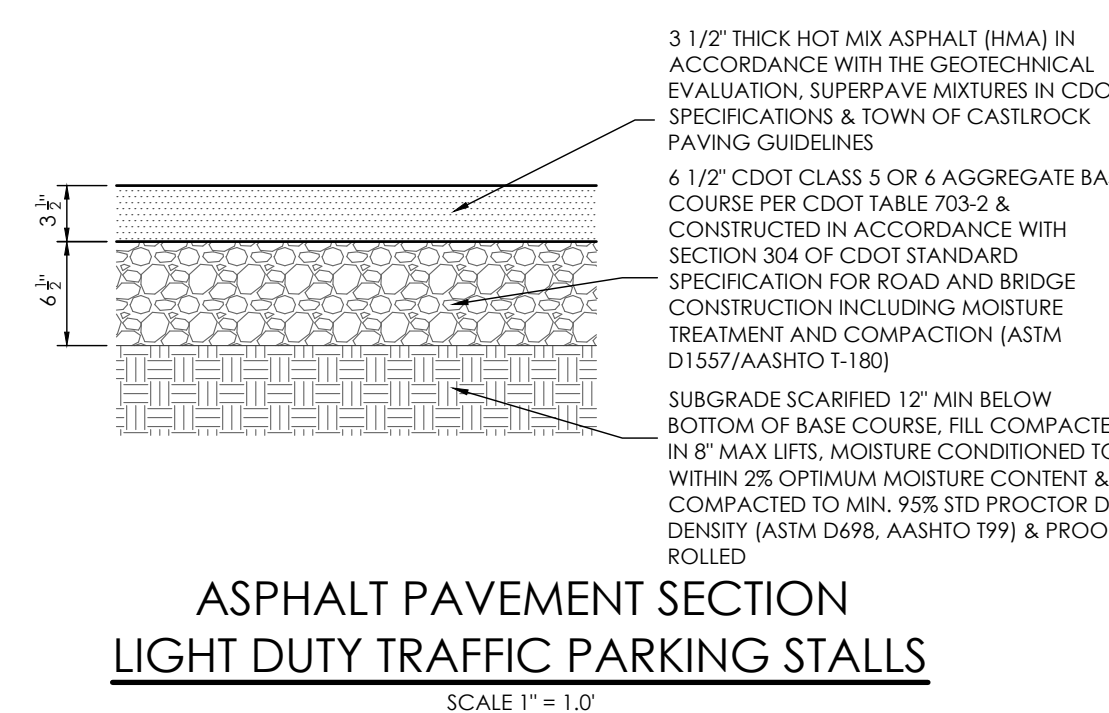 3 1/2" THICK HOT MIX ASPHALT (HMA) IN
ACCORDANCE WITH THE GEOTECHNICAL
EVALUATION, SUPERPAVE MIXTURES IN CDO
SPECIFICATIONS & TOWN OF CASTLROCK
PAVING GUIDELINES
3 1/2"
6 1/2" CDOT CLASS 5 OR 6 AGGREGATE BA
COURSE PER CDOT TABLE 703-2 &
CONSTRUCTED IN ACCORDANCE WITH
SECTION 304 OF CDOT STANDARD
SPECIFICATION FOR ROAD AND BRIDGE
CONSTRUCTION INCLUDING MOISTURE
TREATMENT AND COMPACTION (ASTM
D1557/AASHTO T-180)
6 1/2"
SUBGRADE SCARIFIED 12" MIN BELOW
BOTTOM OF BASE COURSE, FILL COMPACTE
IN 8" MAX LIFTS, MOISTURE CONDITIONED TO
WITHIN 2% OPTIMUM MOISTURE CONTENT &
COMPACTED TO MIN. 95% STD PROCTOR D
DENSITY (ASTM D698, AASHTO T99) & PROO
ROLLED
ASPHALT PAVEMENT SECTION
LIGHT DUTY TRAFFIC PARKING STALLS
SCALE 1" = 1.0'